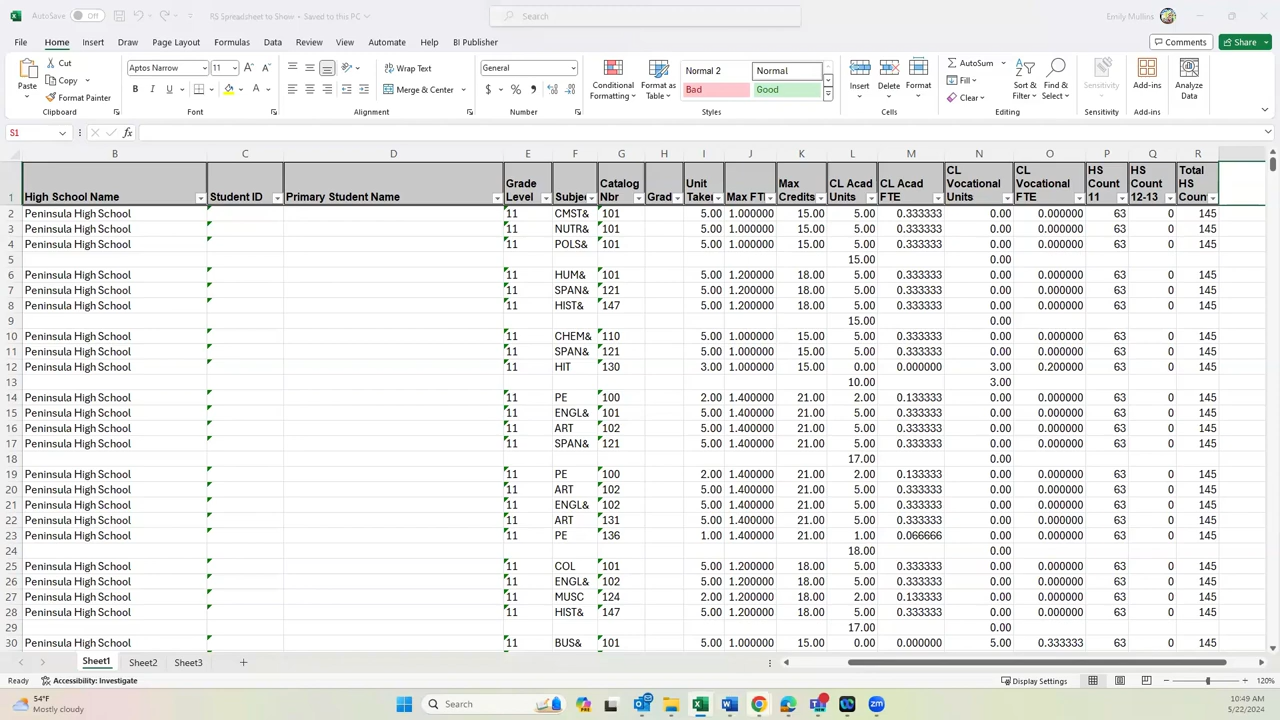 AutoSave Off RS Spreadsheet to Show - Saved to this PC Search Emily Mullins
File Home Insert Draw Page Layout Formulas Data Review View Automate Help BI Publisher Comments Share
Paste Cut Copy Format Painter Aptos Narrow 11 Wrap Text Merge & Center General Conditional Formatting Format as Table Normal 2 Normal Bad Good Insert Delete Format AutoSum Fill Clear Sort & Filter Find & Select Sensitivity Add-ins Analyze Data
Clipboard Font Alignment Number Styles Cells Editing Sensitivity Add-ins
S1 fx
B C D E F G H I J K L M N O P Q R
1 High School Name Student ID Primary Student Name Grade Level Subje Catalog Nbr Grad Unit Taken Max FT Max Credits CL Acad Units CL Acad FTE CL Vocational Units CL Vocational FTE HS Count 11 HS Count 12-13 Total HS Coun
2 Peninsula High School 11 CMST& 101 5.00 1.000000 15.00 5.00 0.333333 0.00 0.000000 63 0 145
3 Peninsula High School 11 NUTR& 101 5.00 1.000000 15.00 5.00 0.333333 0.00 0.000000 63 0 145
4 Peninsula High School 11 POLS& 101 5.00 1.000000 15.00 5.00 0.333333 0.00 0.000000 63 0 145
5 15.00 0.00
6 Peninsula High School 11 HUM& 101 5.00 1.200000 18.00 5.00 0.333333 0.00 0.000000 63 0 145
7 Peninsula High School 11 SPAN& 121 5.00 1.200000 18.00 5.00 0.333333 0.00 0.000000 63 0 145
8 Peninsula High School 11 HIST& 147 5.00 1.200000 18.00 5.00 0.333333 0.00 0.000000 63 0 145
9 15.00 0.00
10 Peninsula High School 11 CHEM& 110 5.00 1.000000 15.00 5.00 0.333333 0.00 0.000000 63 0 145
11 Peninsula High School 11 SPAN& 121 5.00 1.000000 15.00 5.00 0.333333 0.00 0.000000 63 0 145
12 Peninsula High School 11 HIT 130 3.00 1.000000 15.00 0.00 0.000000 3.00 0.200000 63 0 145
13 10.00 3.00
14 Peninsula High School 11 PE 100 2.00 1.400000 21.00 2.00 0.133333 0.00 0.000000 63 0 145
15 Peninsula High School 11 ENGL& 101 5.00 1.400000 21.00 5.00 0.333333 0.00 0.000000 63 0 145
16 Peninsula High School 11 ART 102 5.00 1.400000 21.00 5.00 0.333333 0.00 0.000000 63 0 145
17 Peninsula High School 11 SPAN& 121 5.00 1.400000 21.00 5.00 0.333333 0.00 0.000000 63 0 145
18 17.00 0.00
19 Peninsula High School 11 PE 100 2.00 1.400000 21.00 2.00 0.133333 0.00 0.000000 63 0 145
20 Peninsula High School 11 ART 102 5.00 1.400000 21.00 5.00 0.333333 0.00 0.000000 63 0 145
21 Peninsula High School 11 ENGL& 102 5.00 1.400000 21.00 5.00 0.333333 0.00 0.000000 63 0 145
22 Peninsula High School 11 ART 131 5.00 1.400000 21.00 5.00 0.333333 0.00 0.000000 63 0 145
23 Peninsula High School 11 PE 136 1.00 1.400000 21.00 1.00 0.066666 0.00 0.000000 63 0 145
24 18.00 0.00
25 Peninsula High School 11 COL 101 5.00 1.200000 18.00 5.00 0.333333 0.00 0.000000 63 0 145
26 Peninsula High School 11 ENGL& 102 5.00 1.200000 18.00 5.00 0.333333 0.00 0.000000 63 0 145
27 Peninsula High School 11 MUSC 124 2.00 1.200000 18.00 2.00 0.133333 0.00 0.000000 63 0 145
28 Peninsula High School 11 HIST& 147 5.00 1.200000 18.00 5.00 0.333333 0.00 0.000000 63 0 145
29 17.00 0.00
30 Peninsula High School 11 BUS& 101 5.00 1.000000 15.00 0.00 0.000000 5.00 0.333333 63 0 145
Sheet1 Sheet2 Sheet3
Ready Accessibility: Investigate Display Settings 120%
54°F Mostly cloudy Search 10:49 AM 5/22/2024